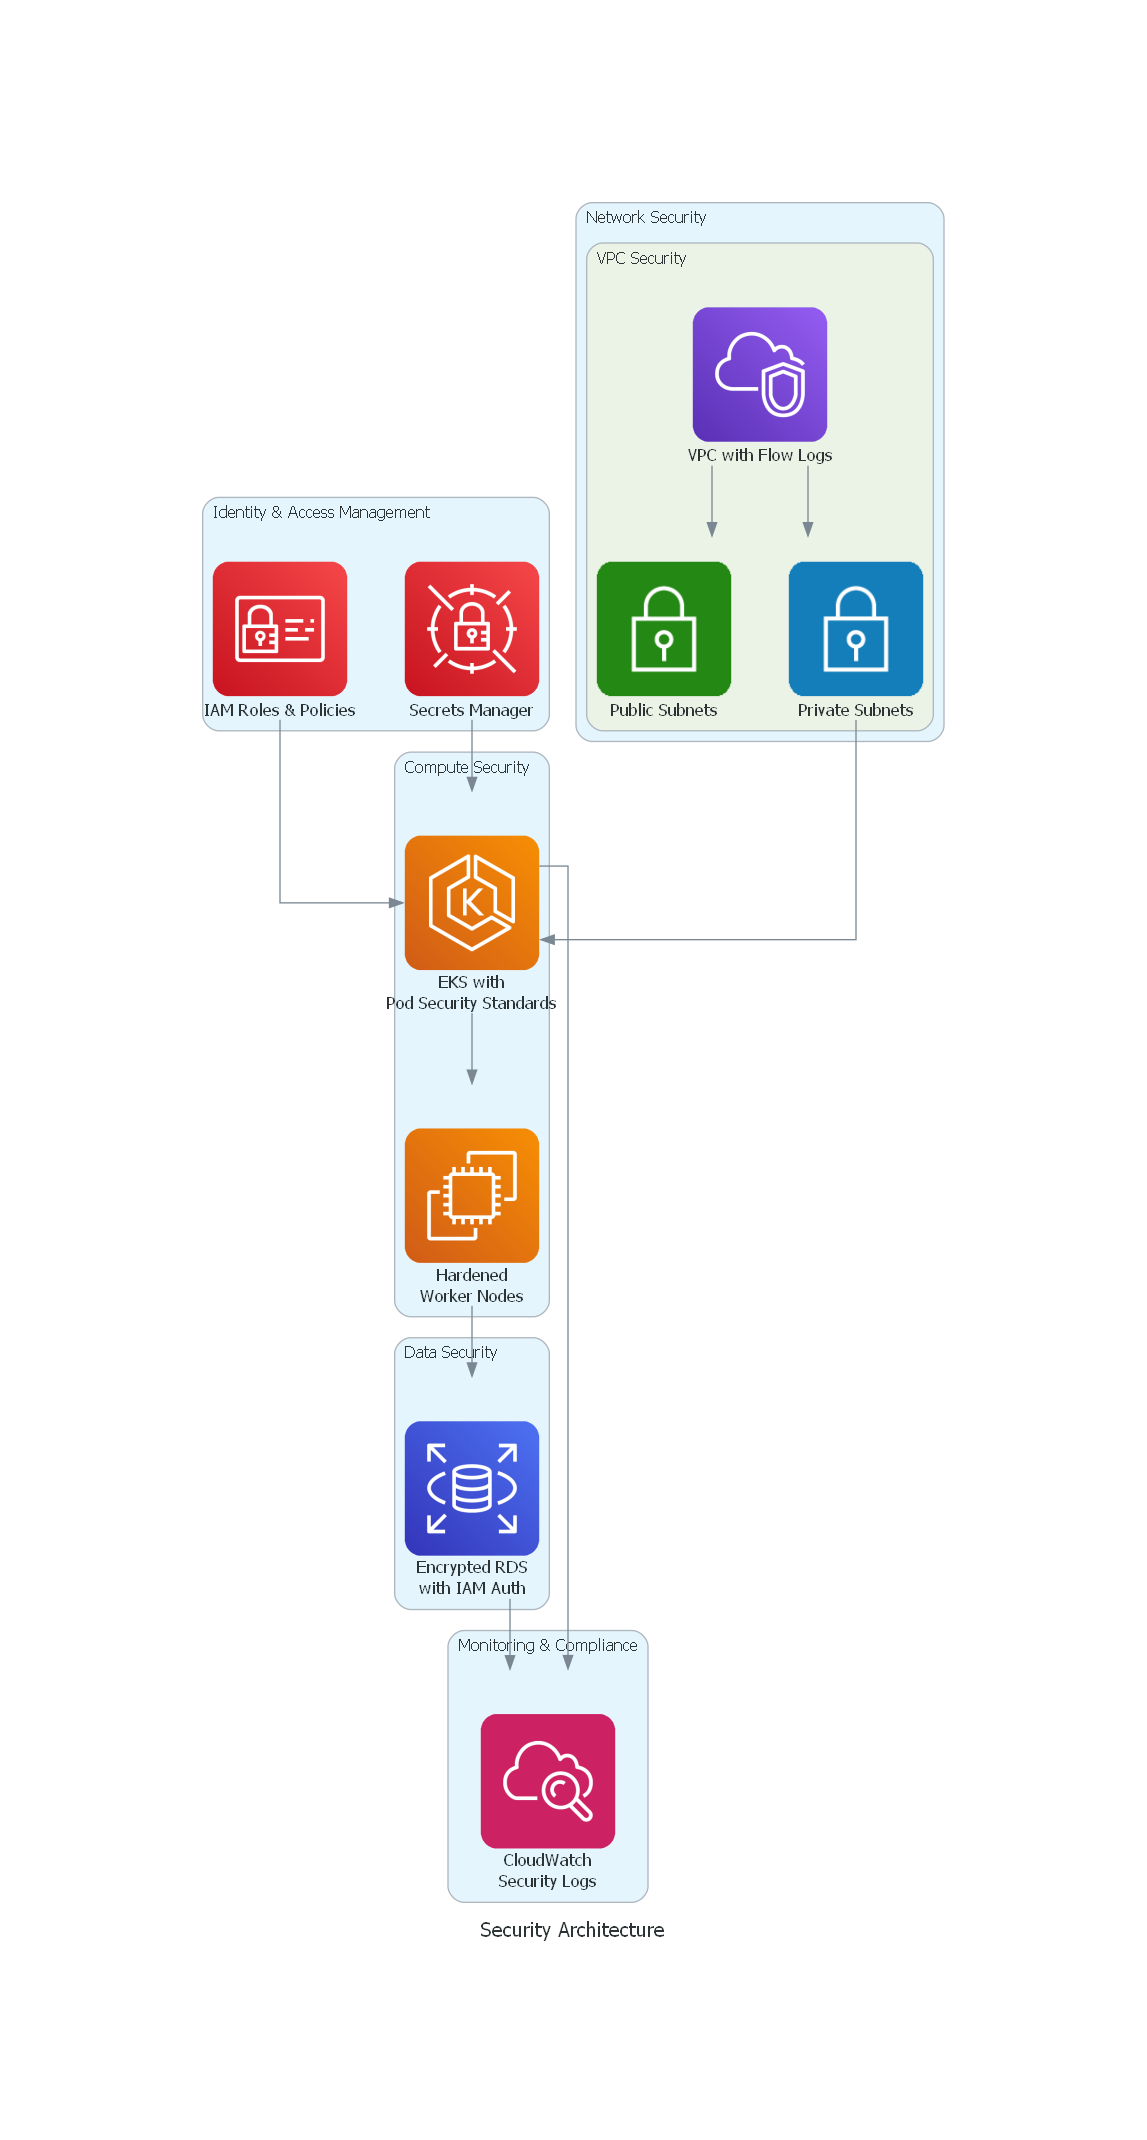 Network Security
VPC Security
VPC with Flow Logs
Identity & Access Management
IAM Roles & Policies
Secrets Manager
Public Subnets
Private Subnets
Compute Security
K
EKS with
Pod Security Standards
Hardened
Worker Nodes
Data Security
Encrypted RDS
with IAM Auth
Monitoring & Compliance
CloudWatch
Security Logs
Security Architecture